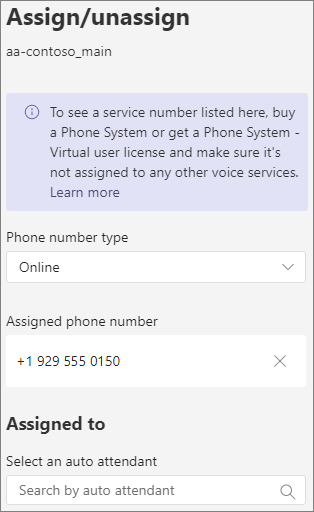 Assign/unassign
aa-contoso_main
To see a service number listed here, buy
a Phone System or get a Phone System -
Virtual user license and make sure it's
not assigned to any other voice services.
Learn more
Phone number type
Online
Assigned phone number
+1 929 555 0150
Assigned to
Select an auto attendant
Search by auto attendant